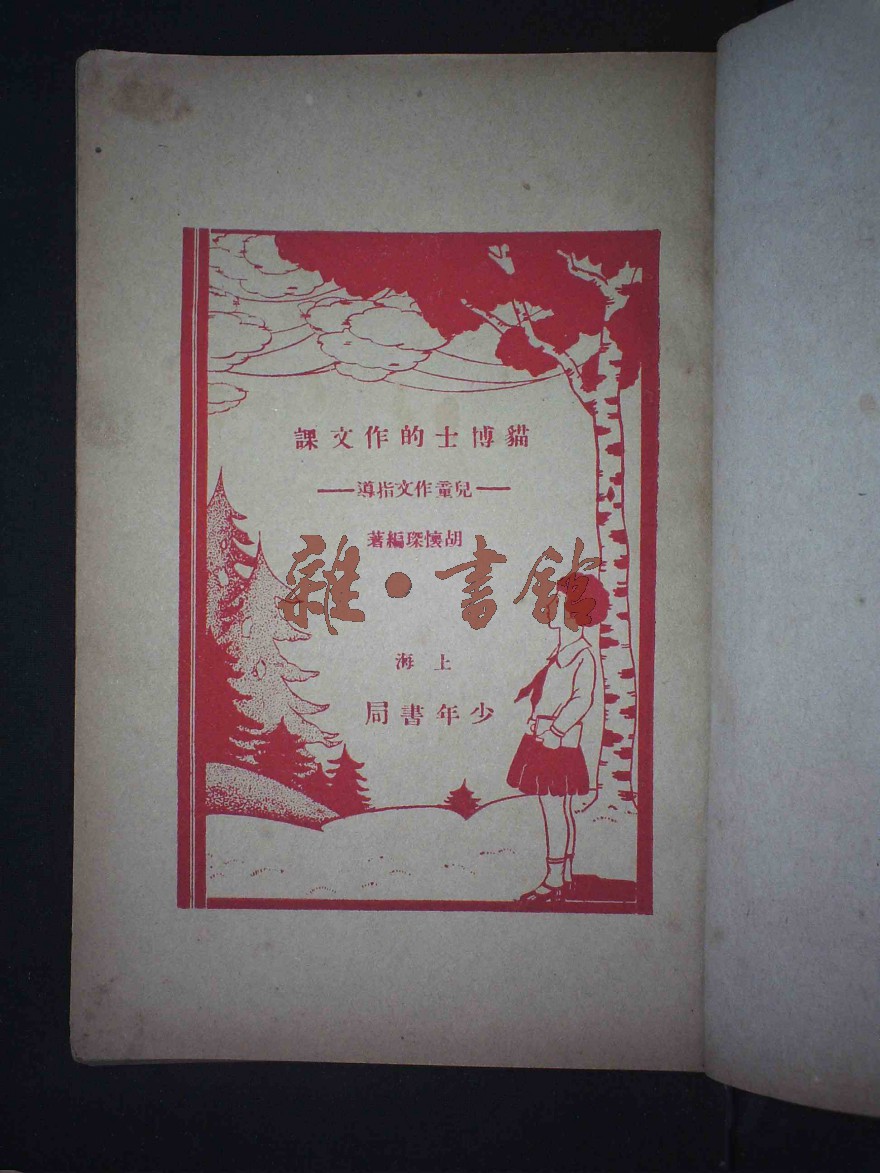 貓博士的作文課
——兒童作文指導——
胡懷琛編著
雜·書館
上海
少年書局